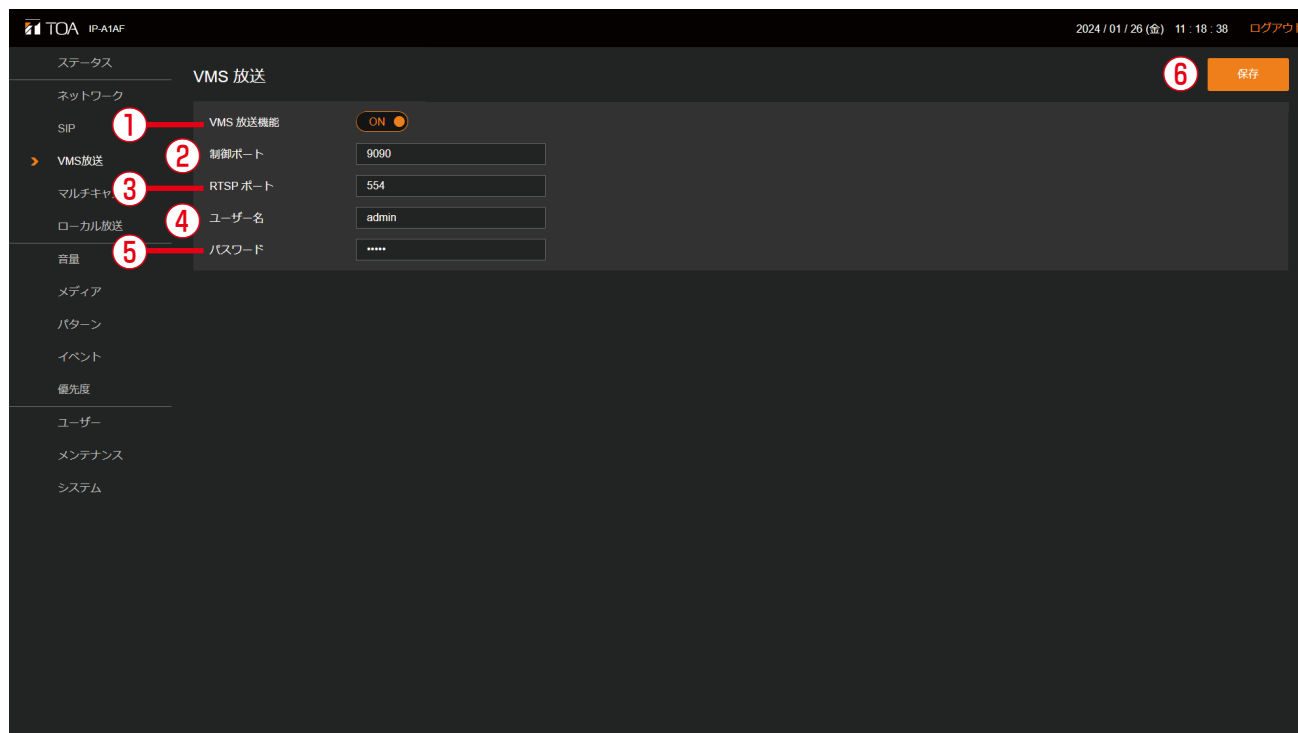 TOA IP-A1AF 2024 / 01 / 26 (金) 11 : 18 : 38 ログアウト
ステータス
ネットワーク
SIP
VMS放送
マルチキャ
ローカル放送
音量
メディア
パターン
イベント
優先度
ユーザー
メンテナンス
システム
VMS 放送
⑥ 保存
① VMS 放送機能 ON
② 制御ポート 9090
③ RTSP ポート 554
④ ユーザー名 admin
⑤ パスワード •••••